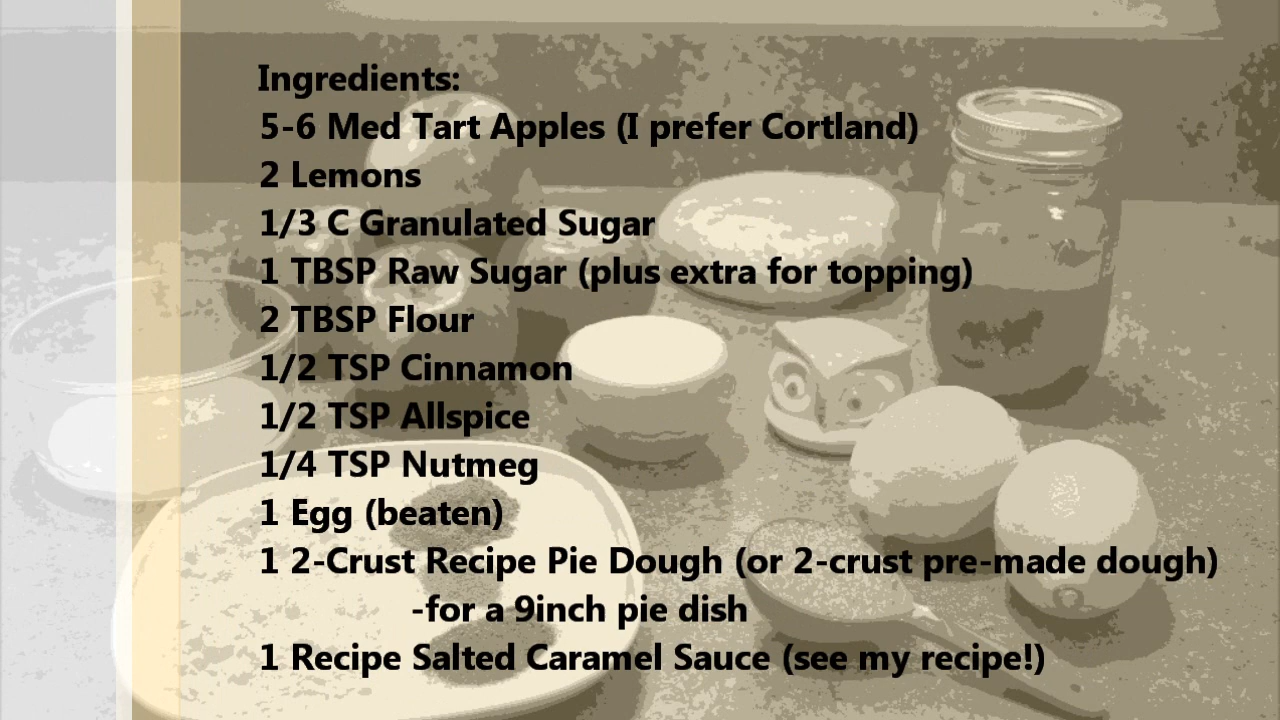 Ingredients:
5-6 Med Tart Apples (I prefer Cortland)
2 Lemons
1/3 C Granulated Sugar
1 TBSP Raw Sugar (plus extra for topping)
2 TBSP Flour
1/2 TSP Cinnamon
1/2 TSP Allspice
1/4 TSP Nutmeg
1 Egg (beaten)
1 2-Crust Recipe Pie Dough (or 2-crust pre-made dough)
-for a 9inch pie dish
1 Recipe Salted Caramel Sauce (see my recipe!)